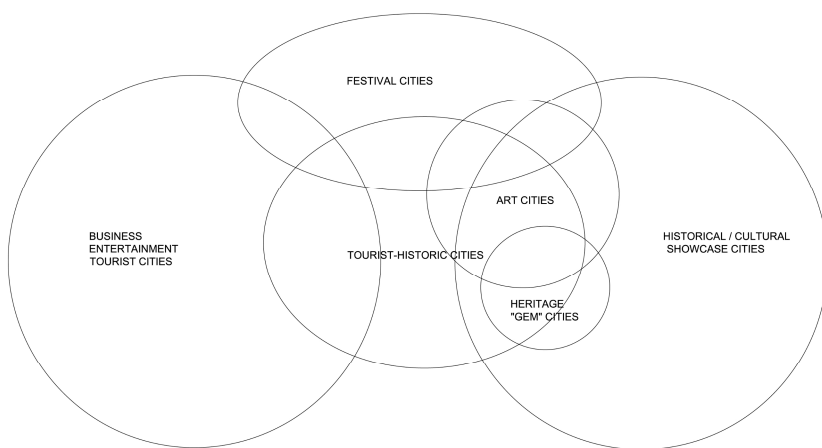 FESTIVAL CITIES
ART CITIES
BUSINESS
ENTERTAINMENT
TOURIST CITIES
TOURIST-HISTORIC CITIES
HISTORICAL / CULTURAL
SHOWCASE CITIES
HERITAGE
"GEM" CITIES